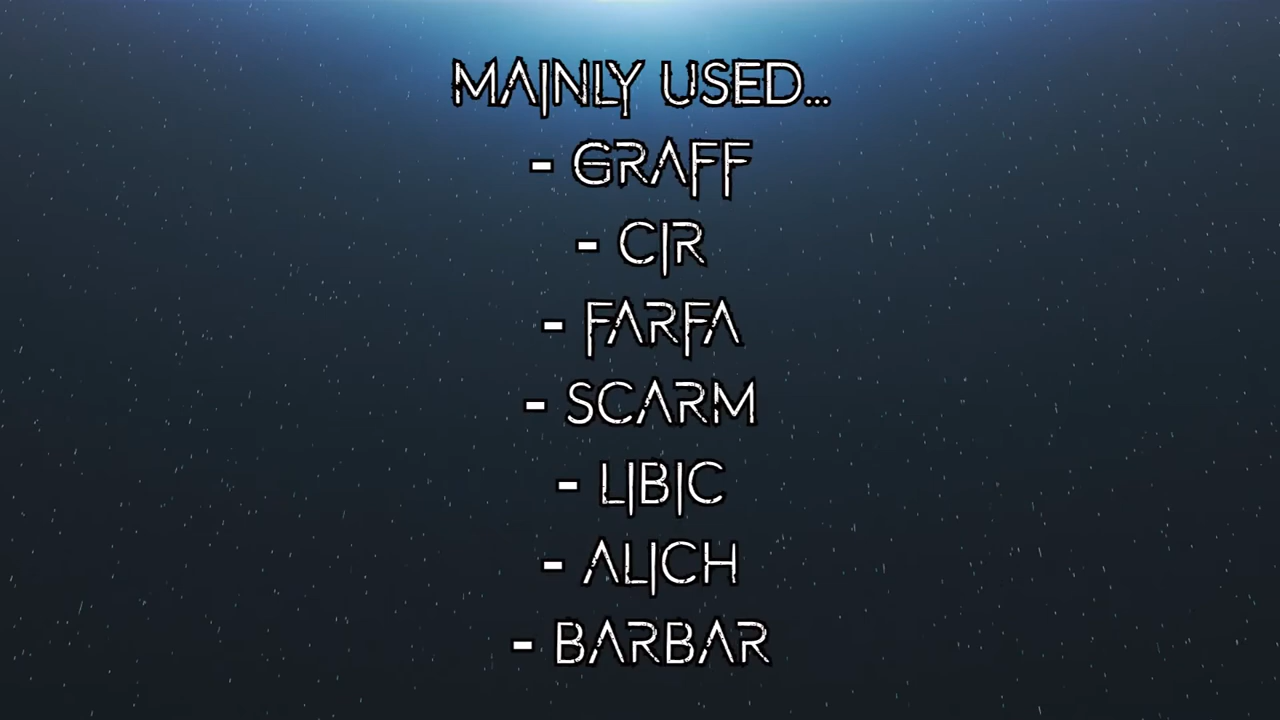 MAINLY USED...
- GRAFF
- CIR
- FARFA
- SCARM
- LIBIC
- ALICH
- BARBAR